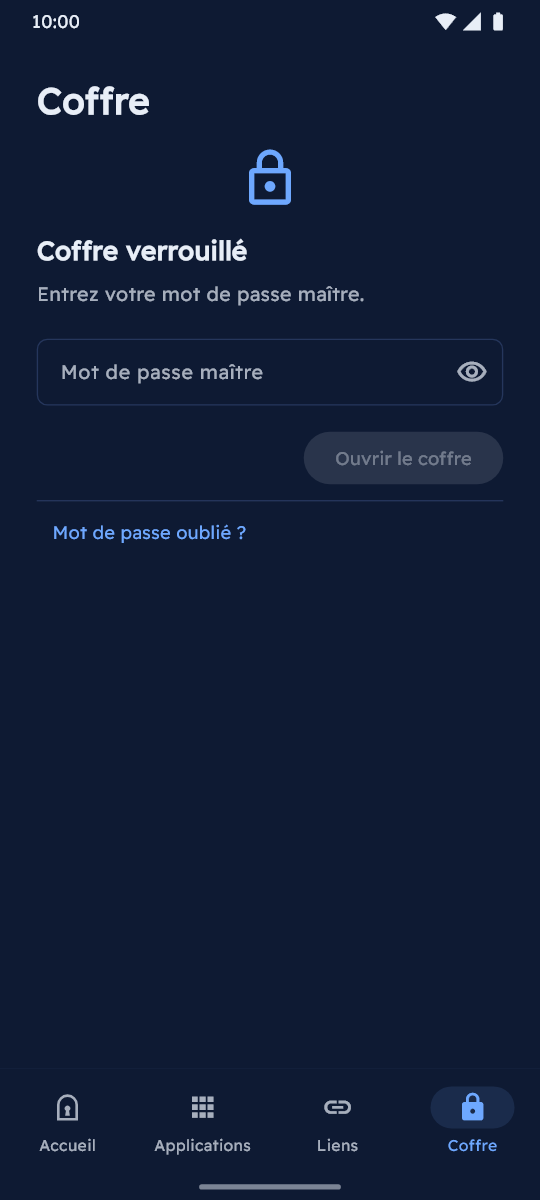 10:00
Coffre
Coffre verrouillé
Entrez votre mot de passe maître.
Mot de passe maître
Ouvrir le coffre
Mot de passe oublié ?
Accueil
Applications
Liens
Coffre